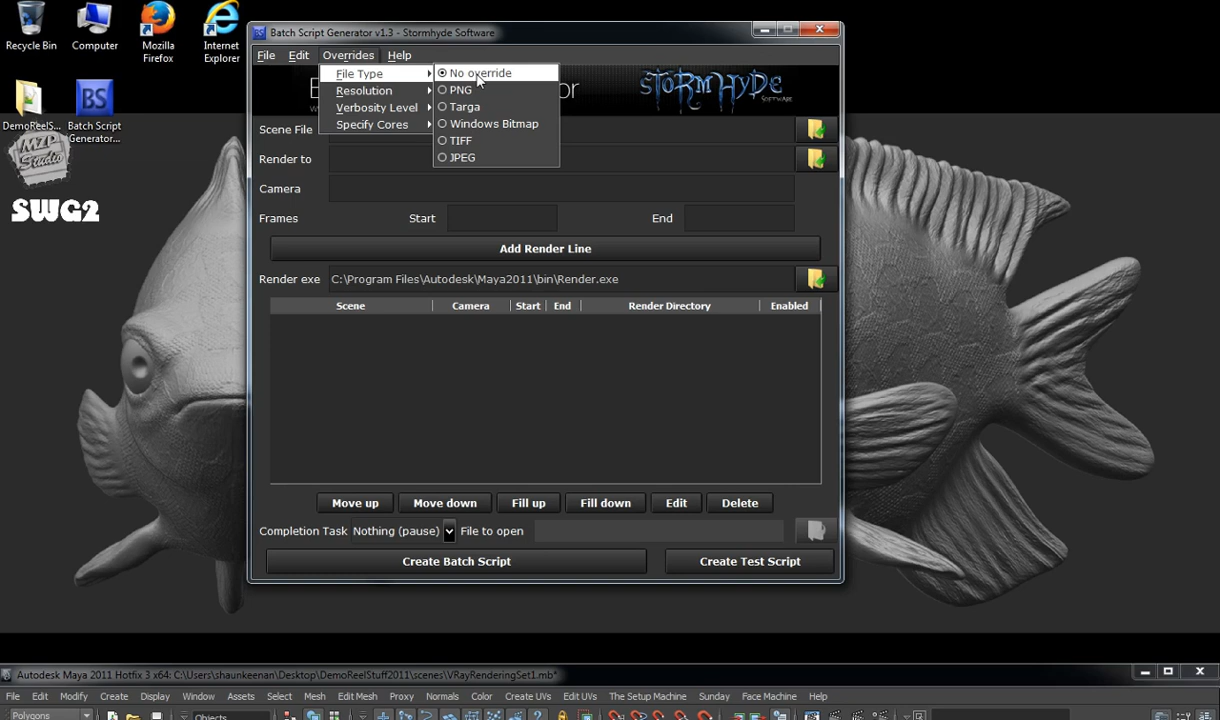 Recycle Bin
Computer
Mozilla Firefox
Internet Explorer
DemoReelS...
Batch Script Generator...
MZP Studio
SWG2
Batch Script Generator v1.3 - Stormhyde Software
File Edit Overrides Help
File Type
Resolution
Verbosity Level
Specify Cores
No override
PNG
Targa
Windows Bitmap
TIFF
JPEG
STORMHYDE
SOFTWARE
Scene File
Render to
Camera
Frames Start End
Add Render Line
Render exe C:\Program Files\Autodesk\Maya2011\bin\Render.exe
Scene Camera Start End Render Directory Enabled
Move up Move down Fill up Fill down Edit Delete
Completion Task Nothing (pause) File to open
Create Batch Script Create Test Script
Autodesk Maya 2011 Hotfix 3 x64: C:\Users\shaunkeenan\Desktop\DemoReelStuff2011\scenes\VRayRenderingSet1.mb*
File Edit Modify Create Display Window Assets Select Mesh Edit Mesh Proxy Normals Color Create UVs Edit UVs The Setup Machine Sunday Face Machine Help
Polygons Objects